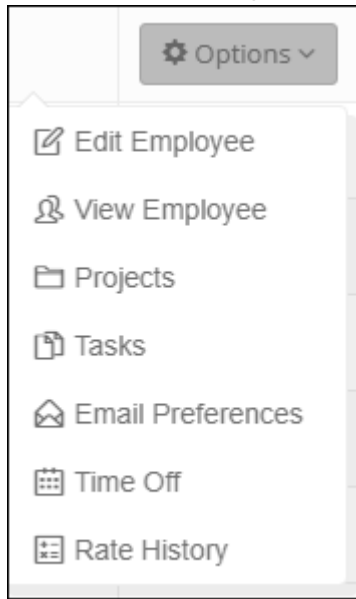 Options
Edit Employee
View Employee
Projects
Tasks
Email Preferences
Time Off
Rate History